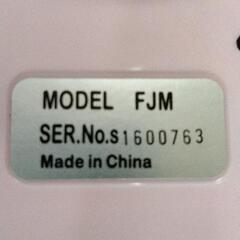 MODEL FJM
SER.No.S1600763
Made in China